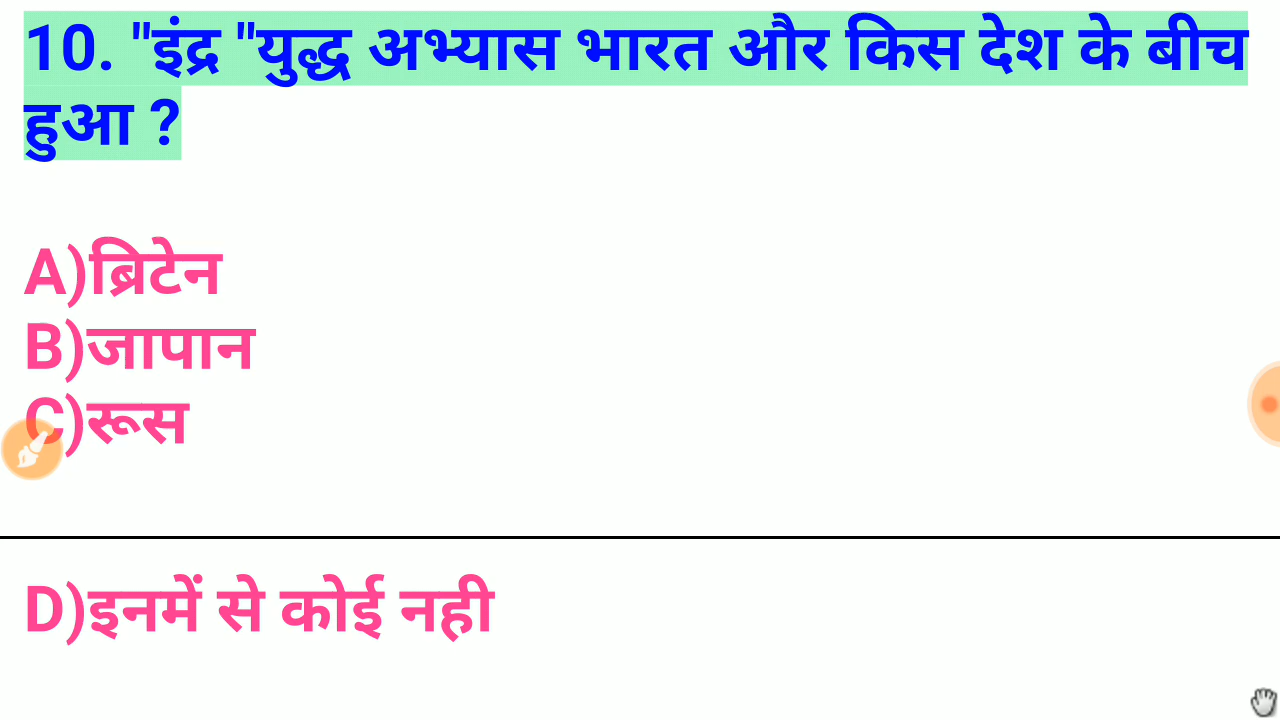 10. "इंद्र "युद्ध अभ्यास भारत और किस देश के बीच
हुआ ?
A)ब्रिटेन
B)जापान
C)रूस
D)इनमें से कोई नही